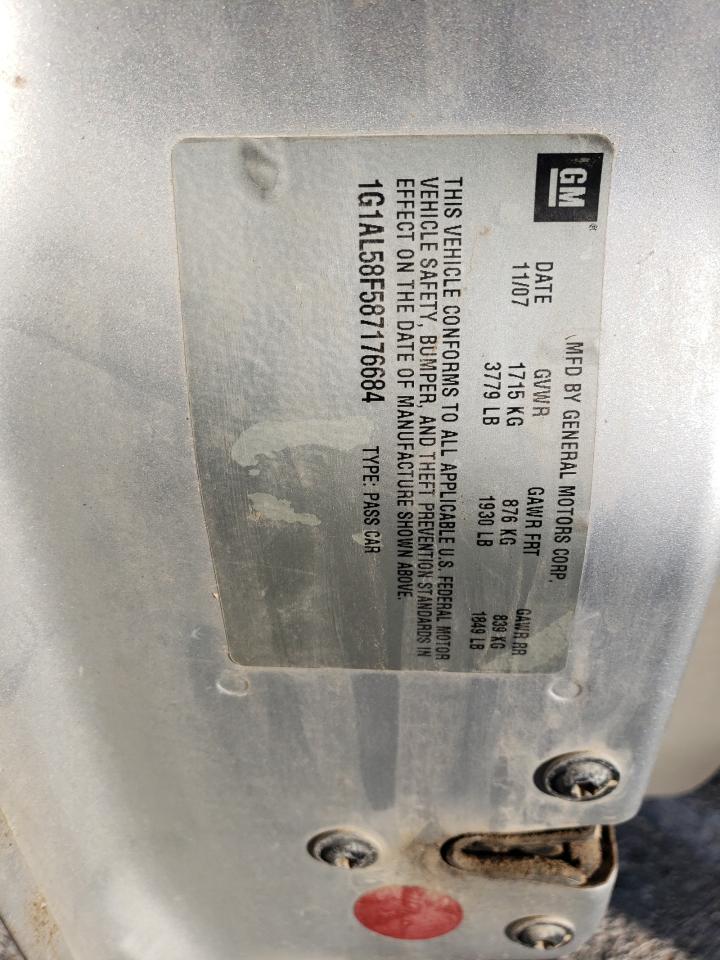 GM ®
MFD BY GENERAL MOTORS CORP.
DATE GVWR GAWR FRT GAWR RR
11/07 1715 KG 876 KG 839 KG
3779 LB 1930 LB 1849 LB
THIS VEHICLE CONFORMS TO ALL APPLICABLE U.S. FEDERAL MOTOR
VEHICLE SAFETY, BUMPER, AND THEFT PREVENTION STANDARDS IN
EFFECT ON THE DATE OF MANUFACTURE SHOWN ABOVE.
1G1AL58F587176684 TYPE: PASS CAR